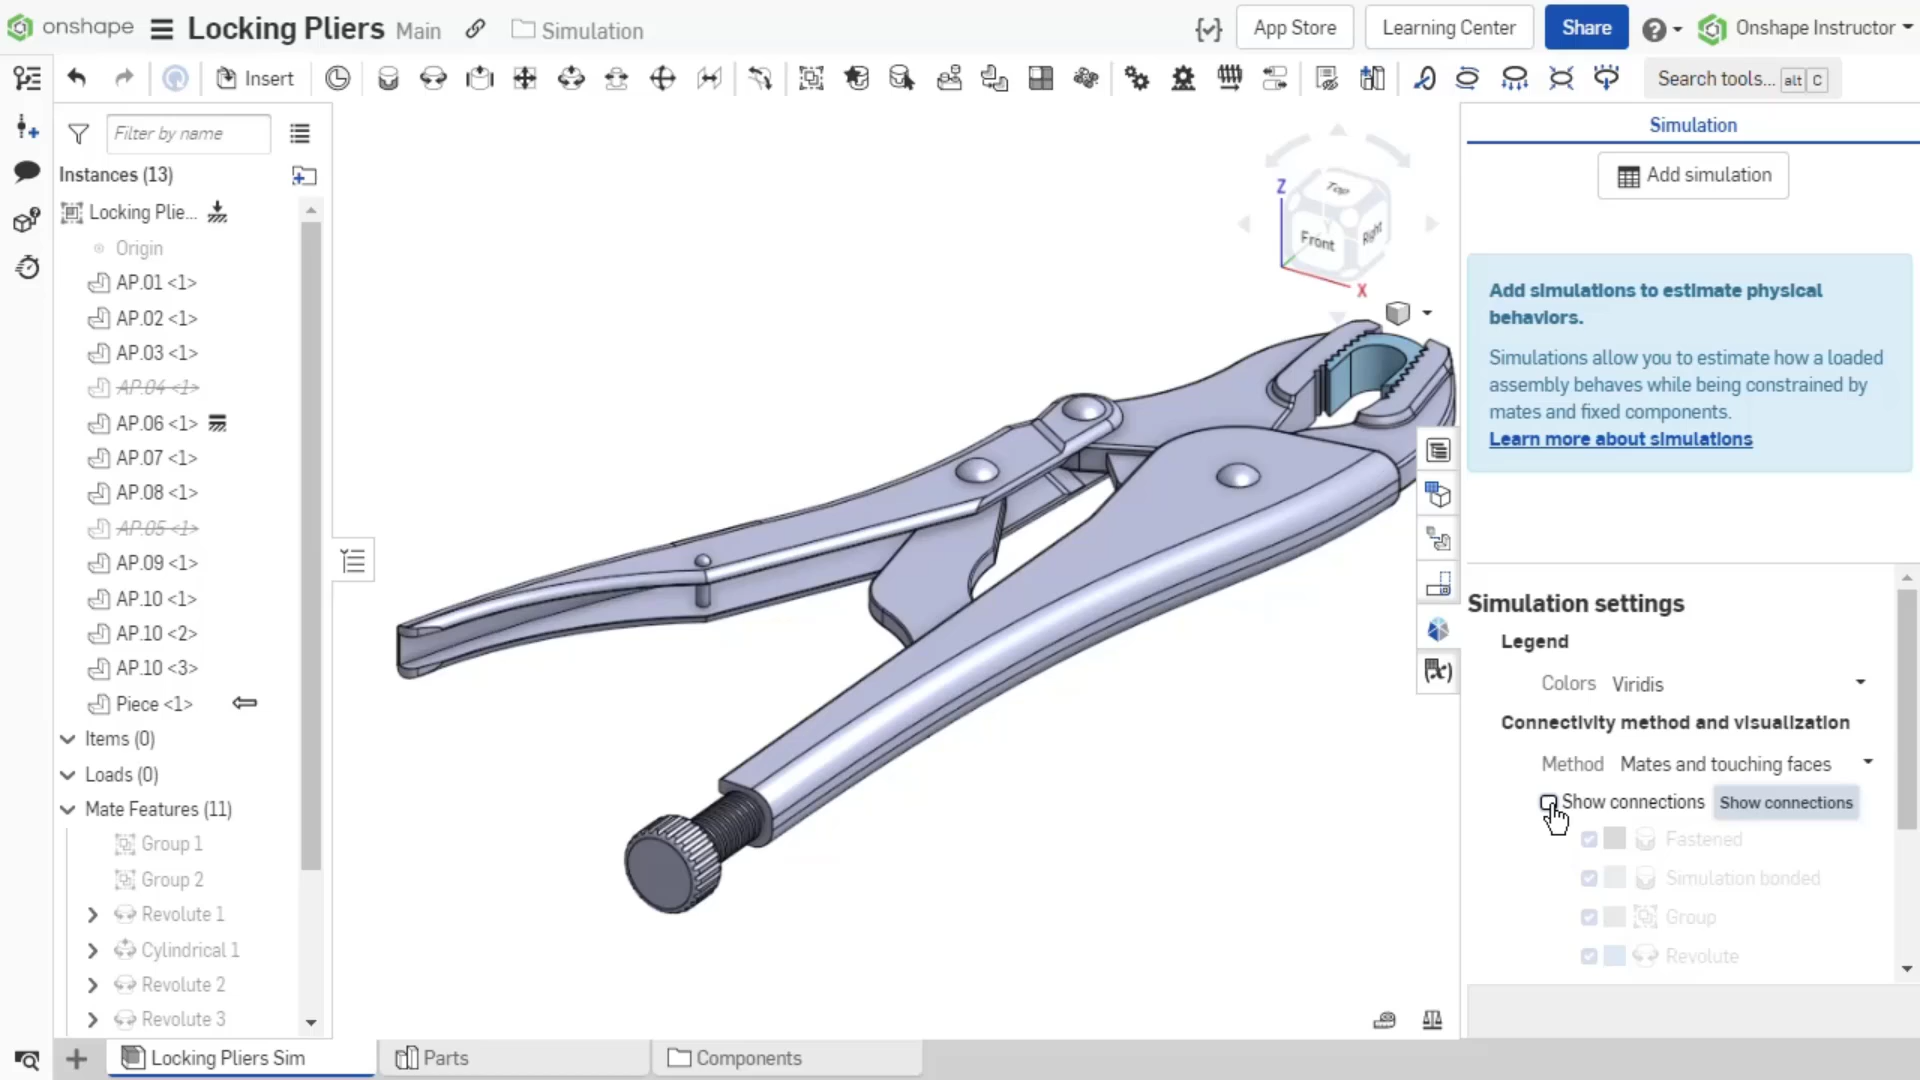 onshape Locking Pliers Main Simulation App Store Learning Center Share Onshape Instructor
Insert Search tools... alt C
Filter by name
Instances (13)
Locking Plie...
Origin
AP.01 <1>
AP.02 <1>
AP.03 <1>
AP.04 <1>
AP.06 <1>
AP.07 <1>
AP.08 <1>
AP.05 <1>
AP.09 <1>
AP.10 <1>
AP.10 <2>
AP.10 <3>
Piece <1>
Items (0)
Loads (0)
Mate Features (11)
Group 1
Group 2
Revolute 1
Cylindrical 1
Revolute 2
Revolute 3
Z
Top
Front
Right
X
Simulation
Add simulation
Add simulations to estimate physical
behaviors.
Simulations allow you to estimate how a loaded
assembly behaves while being constrained by
mates and fixed components.
Learn more about simulations
Simulation settings
Legend
Colors Viridis
Connectivity method and visualization
Method Mates and touching faces
Show connections Show connections
Fastened
Simulation bonded
Group
Revolute
Locking Pliers Sim Parts Components